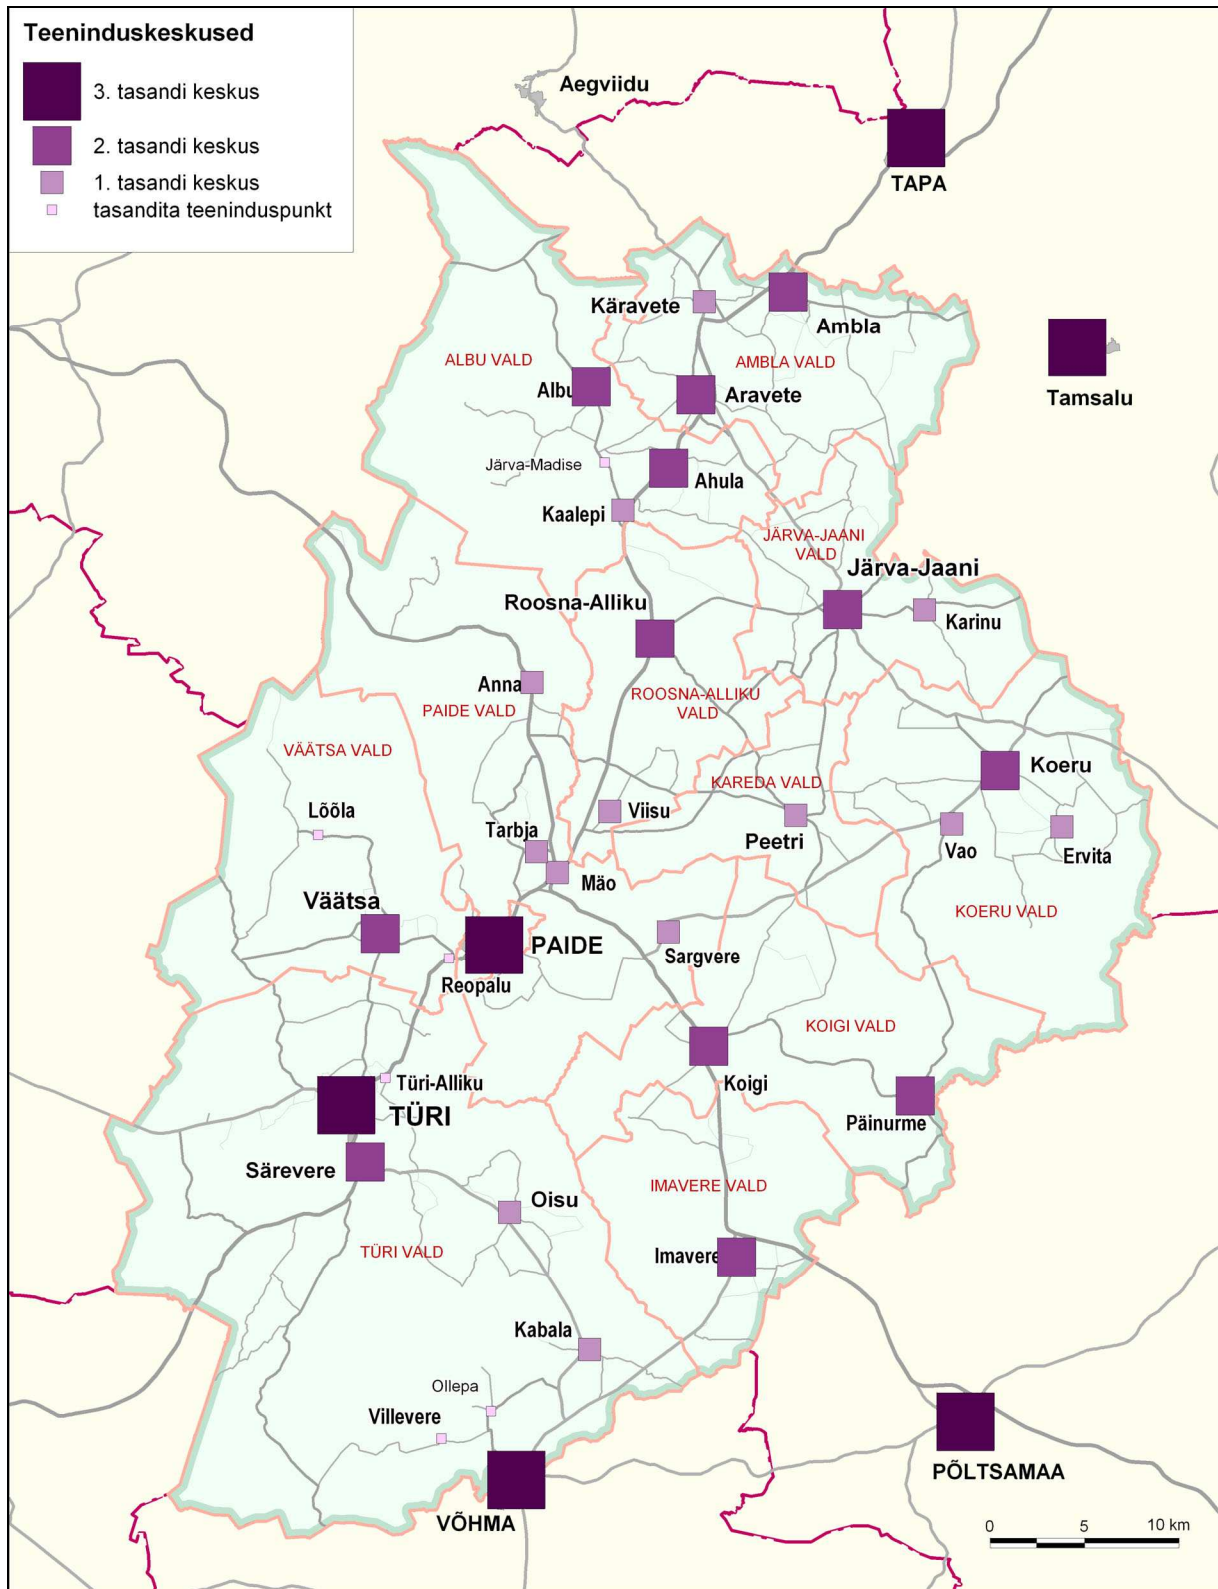 Teeninduskeskused
3. tasandi keskus
2. tasandi keskus
1. tasandi keskus
tasandita teeninduspunkt
Aegviidu
TAPA
Käravete
Ambla
ALBU VALD
AMBLA VALD
Tamsalu
Albu
Aravete
Järva-Madise
Ahula
Kaalepi
JÄRVA-JAANI
VALD
Järva-Jaani
Roosna-Alliku
Karinu
Anna
ROOSNA-ALLIKU
VALD
PAIDE VALD
VÄÄTSA VALD
Koeru
KAREDA VALD
Lõõla
Viisu
Tarbja
Peetri
Vao
Ervita
Mäo
Väätsa
KOERU VALD
PAIDE
Sargvere
Reopalu
KOIGI VALD
Türi-Alliku
Koigi
TÜRI
Päinurme
Särevere
IMAVERE VALD
Oisu
TÜRI VALD
Imavere
Kabala
Ollepa
Villevere
PÕLTSAMAA
VÕHMA
0 5 10 km